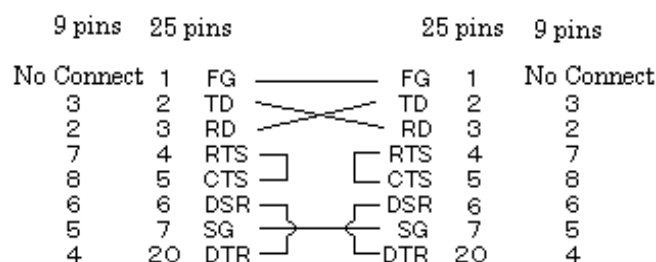 9 pins 25 pins 25 pins 9 pins
No Connect 1 FG FG 1 No Connect
3 2 TD TD 2 3
2 3 RD RD 3 2
7 4 RTS RTS 4 7
8 5 CTS CTS 5 8
6 6 DSR DSR 6 6
5 7 SG SG 7 5
4 20 DTR DTR 20 4